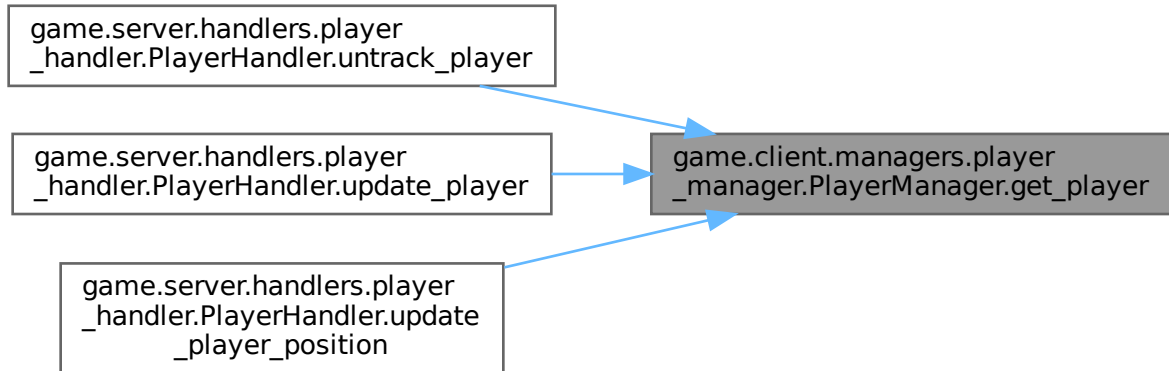 game.server.handlers.player
_handler.PlayerHandler.untrack_player
game.server.handlers.player
_handler.PlayerHandler.update_player
game.client.managers.player
_manager.PlayerManager.get_player
game.server.handlers.player
_handler.PlayerHandler.update
_player_position